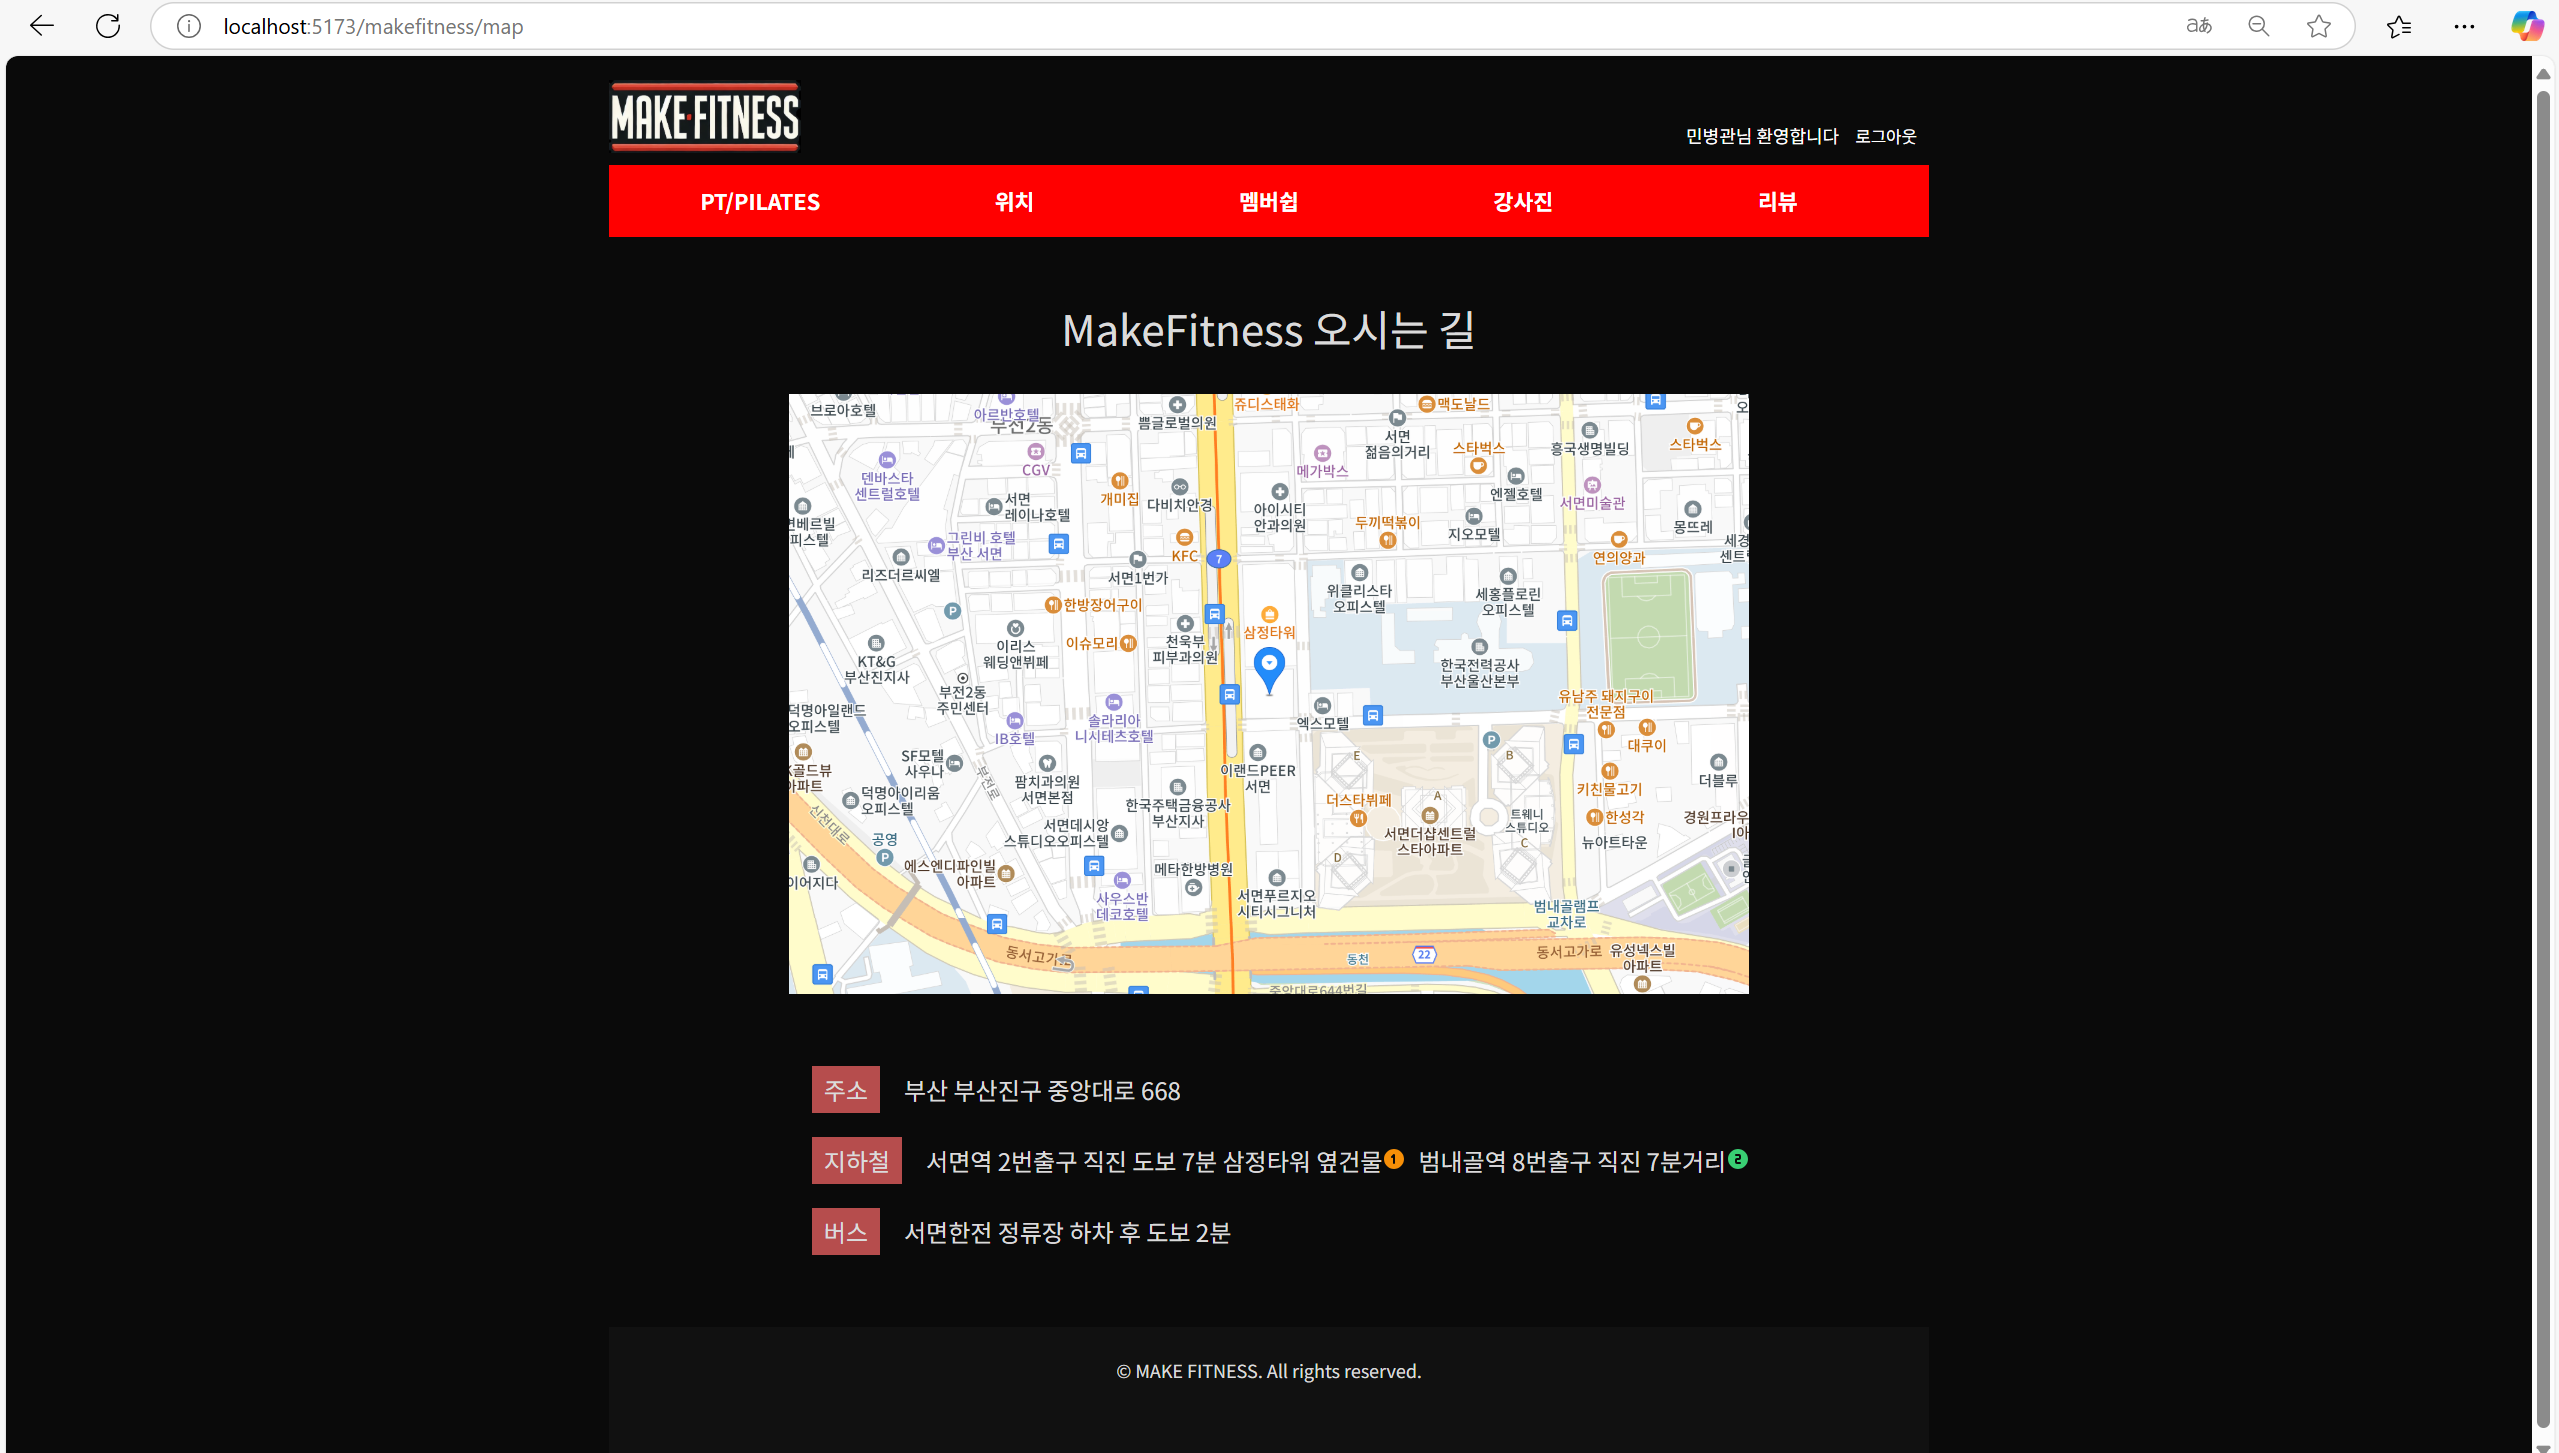 localhost:5173/makefitness/map
MAKE·FITNESS
민병관님 환영합니다 로그아웃
PT/PILATES 위치 멤버쉽 강사진 리뷰
MakeFitness 오시는 길
브로아호텔
아르반호텔
부전2동
쁨글로벌의원
쥬디스태화
맥도날드
서면
젊음의거리
스타벅스
흥국생명빌딩
스타벅스
덴바스타
센트럴호텔
CGV
메가박스
개미집
다비치안경
엔젤호텔
서면미술관
서면
레이나호텔
아이시티
안과의원
두끼떡볶이
지오모텔
몽뜨레
그린비 호텔
부산 서면
KFC
7
연의양과
리즈더르씨엘
서면1번가
위클리스타
오피스텔
세홍플로린
오피스텔
P
한방장어구이
이리스
웨딩앤뷔페
이슈모리
천욱부
피부과의원
삼정타워
KT&G
부산진지사
한국전력공사
부산울산본부
부전2동
주민센터
유남주 돼지구이
전문점
덕명아일랜드
오피스텔
IB호텔
솔라리아
니시테츠호텔
엑스모텔
대쿠이
SF모텔
사우나
이랜드PEER
서면
P
E
B
더블루
골드뷰
아파트
덕명아이리움
오피스텔
부전로
팜치과의원
서면본점
한국주택금융공사
부산지사
더스타뷔페
A
키친물고기
신천대로
서면데시앙
스튜디오오피스텔
서면더샵센트럴
스타아파트
트웨니
스튜디오
한성각
경원프라우
공영
P
C
뉴아트타운
이어지다
에스엔디파인빌
아파트
메타한방병원
D
사우스반
데코호텔
서면푸르지오
시티시그니처
범내골램프
교차로
동서고가로
동천
22
동서고가로
유성넥스빌
아파트
중앙대로644번길
주소 부산 부산진구 중앙대로 668
지하철 서면역 2번출구 직진 도보 7분 삼정타워 옆건물1 범내골역 8번출구 직진 7분거리2
버스 서면한전 정류장 하차 후 도보 2분
© MAKE FITNESS. All rights reserved.